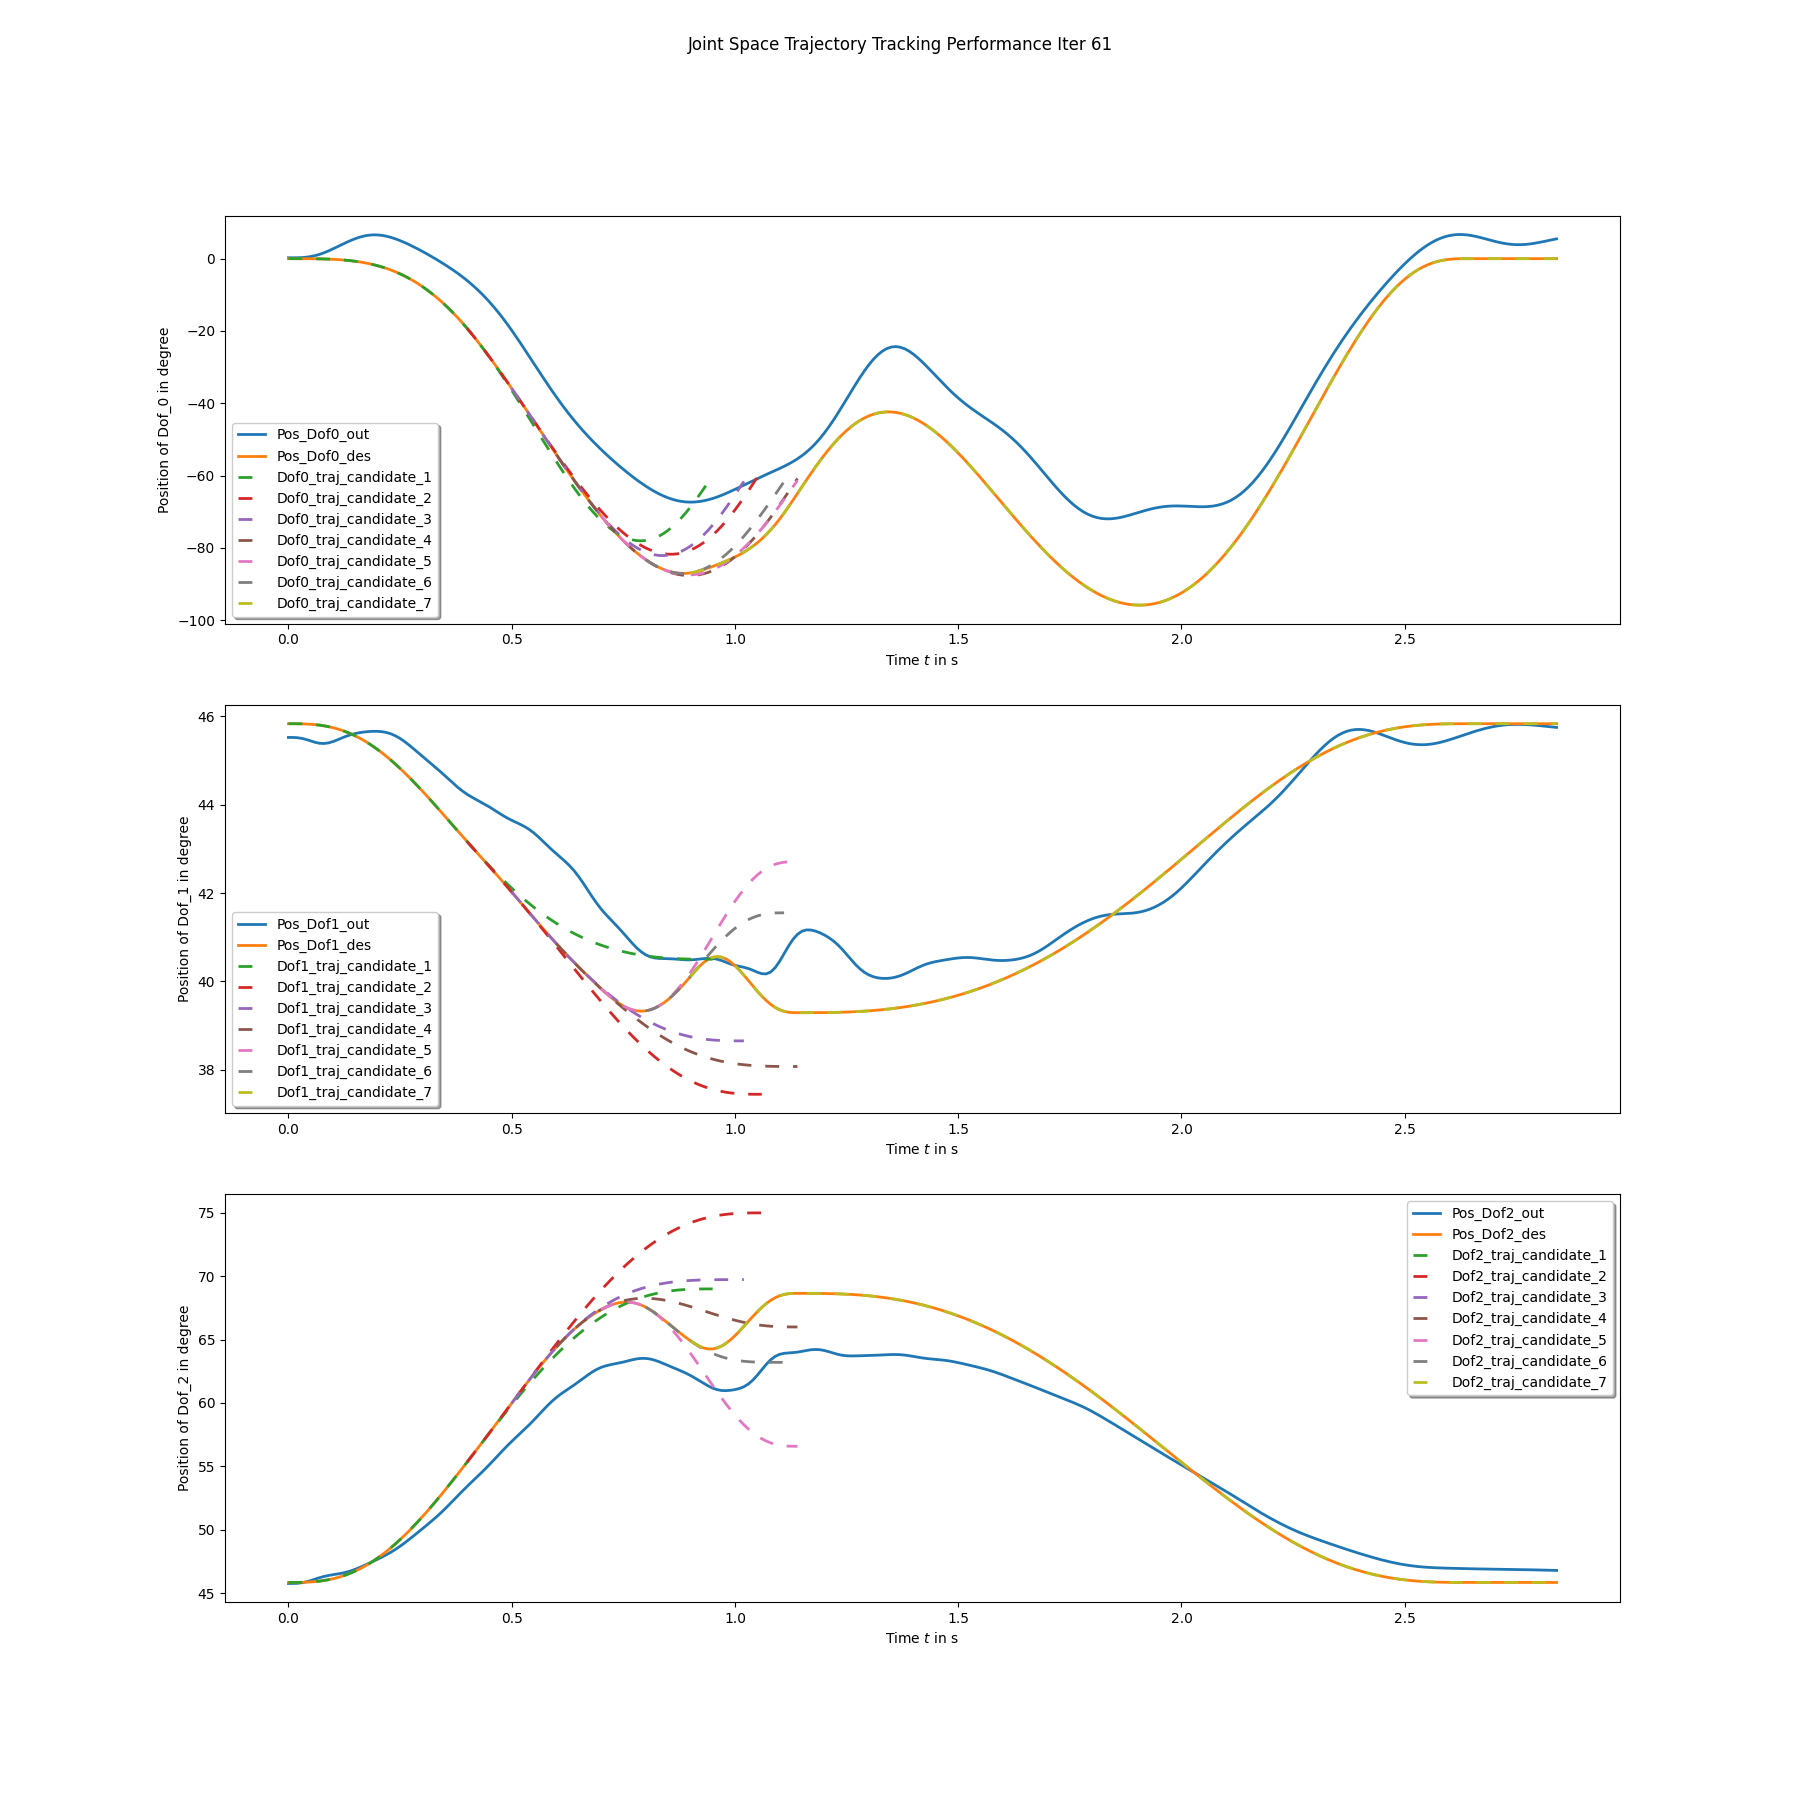 Joint Space Trajectory Tracking Performance Iter 61
Position of Dof_0 in degree
0
−20
−40
−60
−80
−100
Pos_Dof0_out
Pos_Dof0_des
Dof0_traj_candidate_1
Dof0_traj_candidate_2
Dof0_traj_candidate_3
Dof0_traj_candidate_4
Dof0_traj_candidate_5
Dof0_traj_candidate_6
Dof0_traj_candidate_7
0.0 0.5 1.0 1.5 2.0 2.5
Time t in s
Position of Dof_1 in degree
46
44
42
40
38
Pos_Dof1_out
Pos_Dof1_des
Dof1_traj_candidate_1
Dof1_traj_candidate_2
Dof1_traj_candidate_3
Dof1_traj_candidate_4
Dof1_traj_candidate_5
Dof1_traj_candidate_6
Dof1_traj_candidate_7
0.0 0.5 1.0 1.5 2.0 2.5
Time t in s
Position of Dof_2 in degree
75
70
65
60
55
50
45
Pos_Dof2_out
Pos_Dof2_des
Dof2_traj_candidate_1
Dof2_traj_candidate_2
Dof2_traj_candidate_3
Dof2_traj_candidate_4
Dof2_traj_candidate_5
Dof2_traj_candidate_6
Dof2_traj_candidate_7
0.0 0.5 1.0 1.5 2.0 2.5
Time t in s